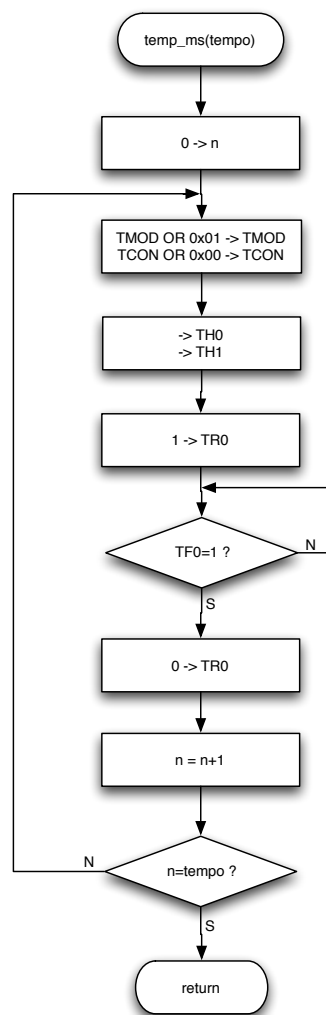 temp_ms(tempo)
0 -> n
TMOD OR 0x01 -> TMOD
TCON OR 0x00 -> TCON
-> TH0
-> TH1
1 -> TR0
TF0=1 ?
N
S
0 -> TR0
n = n+1
N
n=tempo ?
S
return